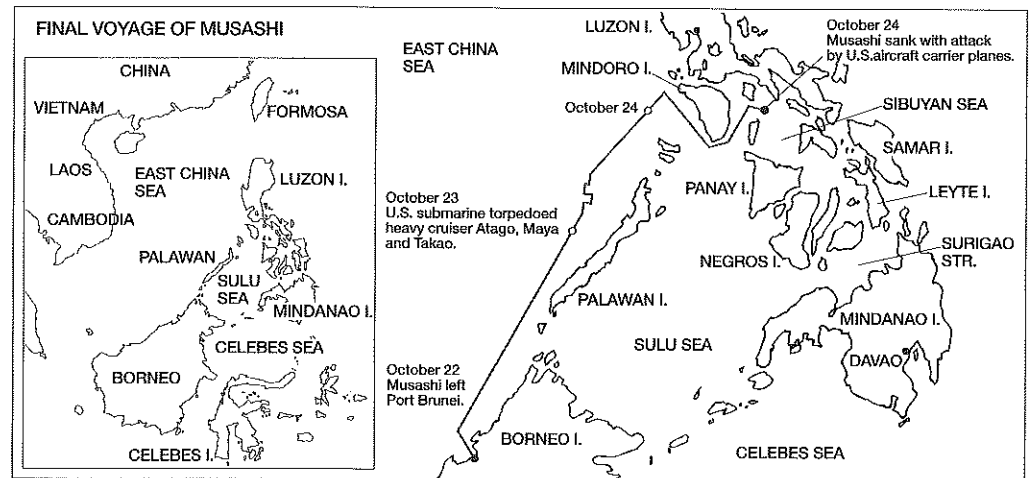 FINAL VOYAGE OF MUSASHI
CHINA
VIETNAM
FORMOSA
LAOS
EAST CHINA
SEA
LUZON I.
CAMBODIA
PALAWAN
SULU
SEA
MINDANAO I.
CELEBES SEA
BORNEO
CELEBES I.
EAST CHINA
SEA
LUZON I.
MINDORO I.
October 24
October 24
Musashi sank with attack
by U.S.aircraft carrier planes.
SIBUYAN SEA
SAMAR I.
LEYTE I.
PANAY I.
October 23
U.S. submarine torpedoed
heavy cruiser Atago, Maya
and Takao.
NEGROS I.
SURIGAO
STR.
PALAWAN I.
MINDANAO I.
SULU SEA
DAVAO
October 22
Musashi left
Port Brunei.
BORNEO I.
CELEBES SEA